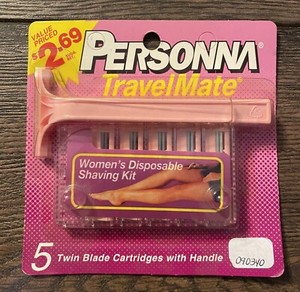 VALUE
PRICED
$2.69
PERSONNA®
TravelMate®
Women's Disposable
Shaving Kit
5 Twin Blade Cartridges with Handle
090340